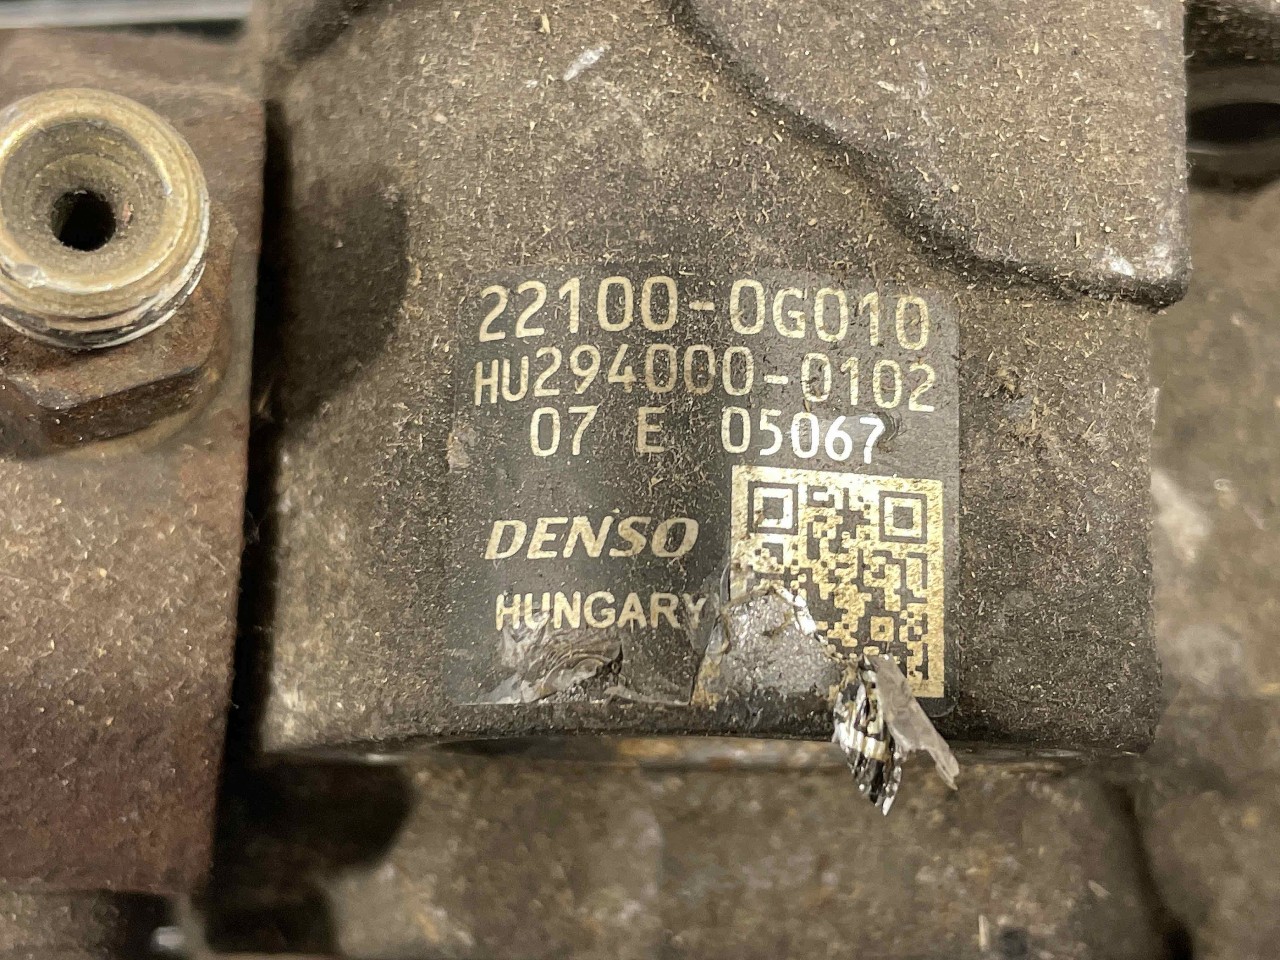 22100-0G010
HU294000-0102
07 E 05067
DENSO
HUNGARY